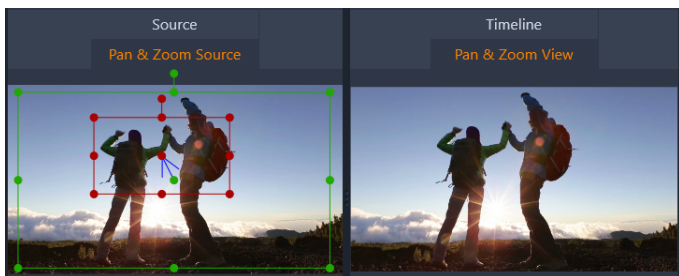 Source
Timeline
Pan & Zoom Source
Pan & Zoom View